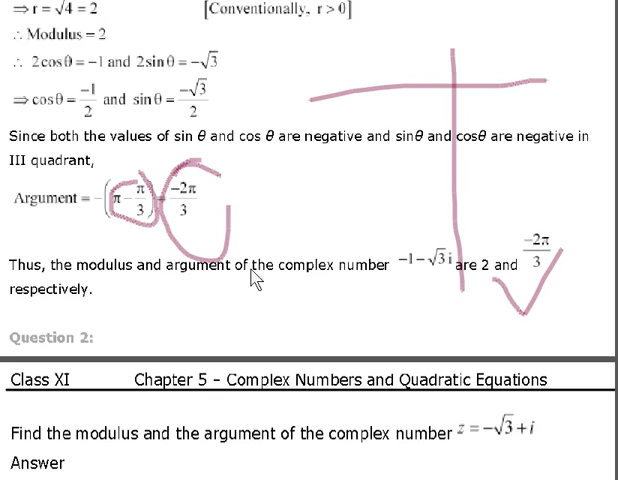 ⇒ r = √4 = 2 [Conventionally, r > 0]
∴ Modulus = 2
∴ 2cosθ = −1 and 2sinθ = −√3
⇒ cosθ = −1/2 and sinθ = −√3/2
Since both the values of sin θ and cos θ are negative and sinθ and cosθ are negative in
III quadrant,
Argument = −(π − π/3) = −2π/3
Thus, the modulus and argument of the complex number −1−√3 i are 2 and −2π/3
respectively.
Question 2:
Class XI Chapter 5 – Complex Numbers and Quadratic Equations
Find the modulus and the argument of the complex number z = −√3 + i
Answer